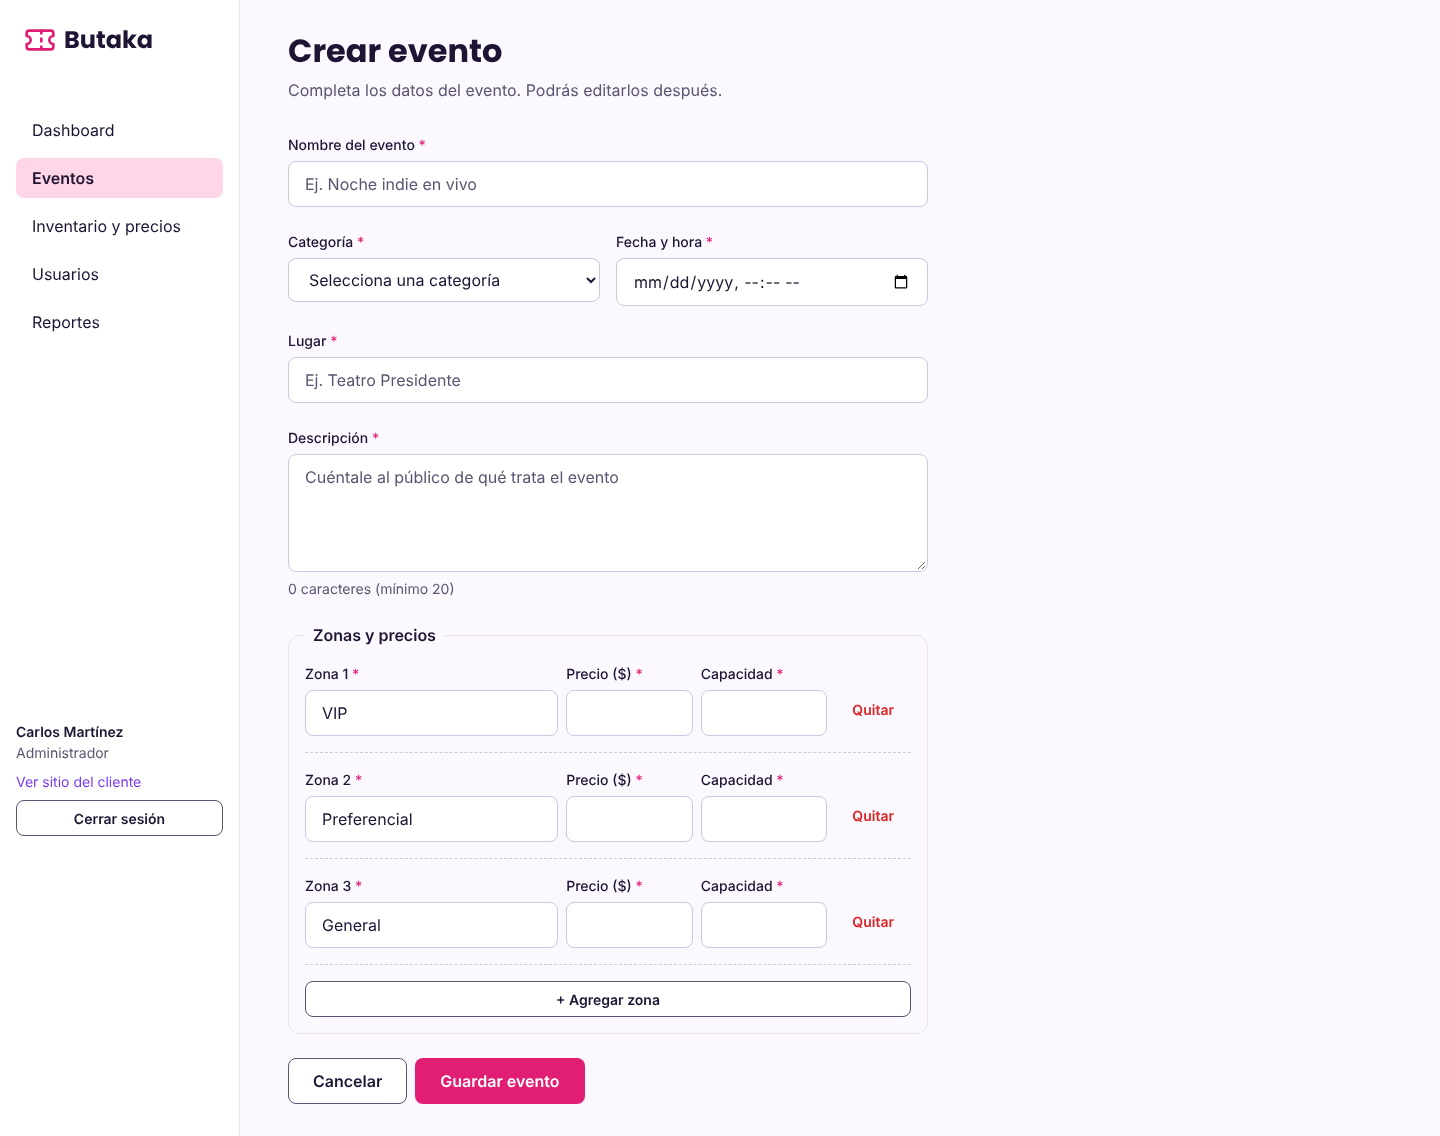 Butaka
Dashboard
Eventos
Inventario y precios
Usuarios
Reportes
Carlos Martínez
Administrador
Ver sitio del cliente
Cerrar sesión
Crear evento
Completa los datos del evento. Podrás editarlos después.
Nombre del evento *
Ej. Noche indie en vivo
Categoría * Fecha y hora *
Selecciona una categoría mm/dd/yyyy, --:-- --
Lugar *
Ej. Teatro Presidente
Descripción *
Cuéntale al público de qué trata el evento
0 caracteres (mínimo 20)
Zonas y precios
Zona 1 * Precio ($) * Capacidad *
VIP Quitar
Zona 2 * Precio ($) * Capacidad *
Preferencial Quitar
Zona 3 * Precio ($) * Capacidad *
General Quitar
+ Agregar zona
Cancelar Guardar evento